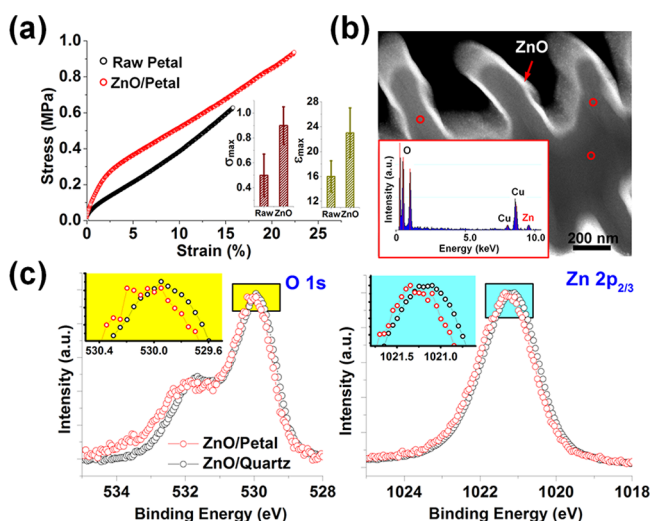 (a)
1.0
0.8
0.6
0.4
0.2
0.0
Stress (MPa)
Raw Petal
ZnO/Petal
1.0
0.8
0.6
0.4
σmax
Raw ZnO
28
24
20
16
12
εmax
Raw ZnO
0 5 10 15 20 25
Strain (%)
(b)
ZnO
O
Cu
Cu
Zn
Intensity (a.u.)
5.0 10.0
Energy (keV)
200 nm
(c)
O 1s
530.4 530.0 529.6
Intensity (a.u.)
ZnO/Petal
ZnO/Quartz
534 532 530 528
Binding Energy (eV)
Zn 2p2/3
1021.5 1021.0
Intensity (a.u.)
1024 1022 1020 1018
Binding Energy (eV)